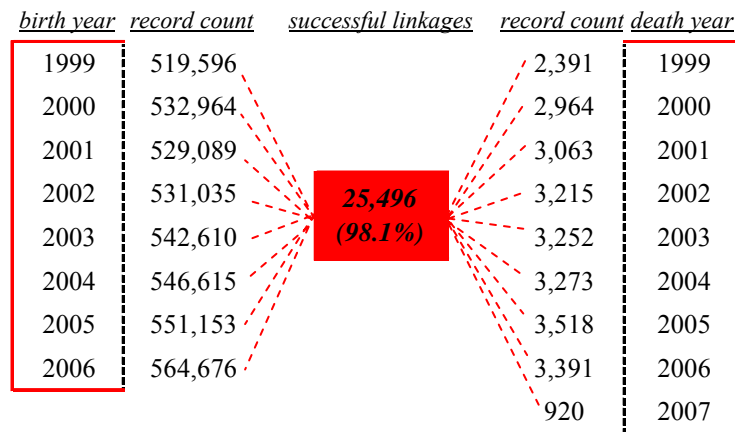 birth year record count successful linkages record count death year
1999 519,596 2,391 1999
2000 532,964 2,964 2000
2001 529,089 3,063 2001
2002 531,035 25,496 3,215 2002
2003 542,610 (98.1%) 3,252 2003
2004 546,615 3,273 2004
2005 551,153 3,518 2005
2006 564,676 3,391 2006
920 2007